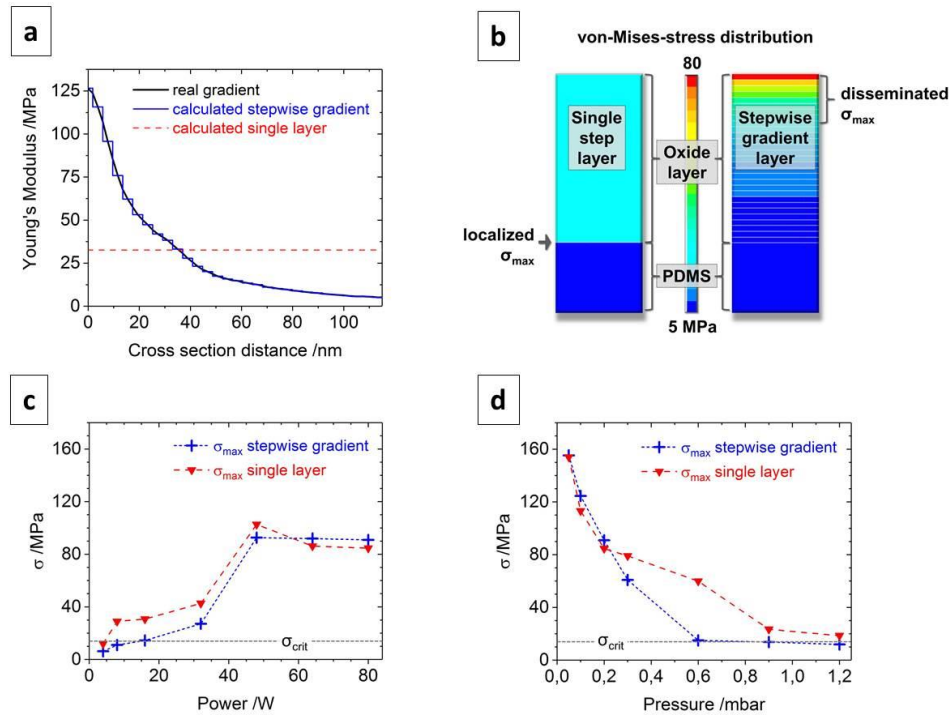 a
125
100
75
50
25
0
Young's Modulus /MPa
real gradient
calculated stepwise gradient
calculated single layer
0 20 40 60 80 100
Cross section distance /nm
b
von-Mises-stress distribution
80
Single
step
layer
Oxide
layer
Stepwise
gradient
layer
disseminated
σmax
localized
σmax
PDMS
5 MPa
c
160
120
80
40
0
σ /MPa
σmax stepwise gradient
σmax single layer
σcrit
0 20 40 60 80
Power /W
d
160
120
80
40
0
σ /MPa
σmax stepwise gradient
σmax single layer
σcrit
0,0 0,2 0,4 0,6 0,8 1,0 1,2
Pressure /mbar